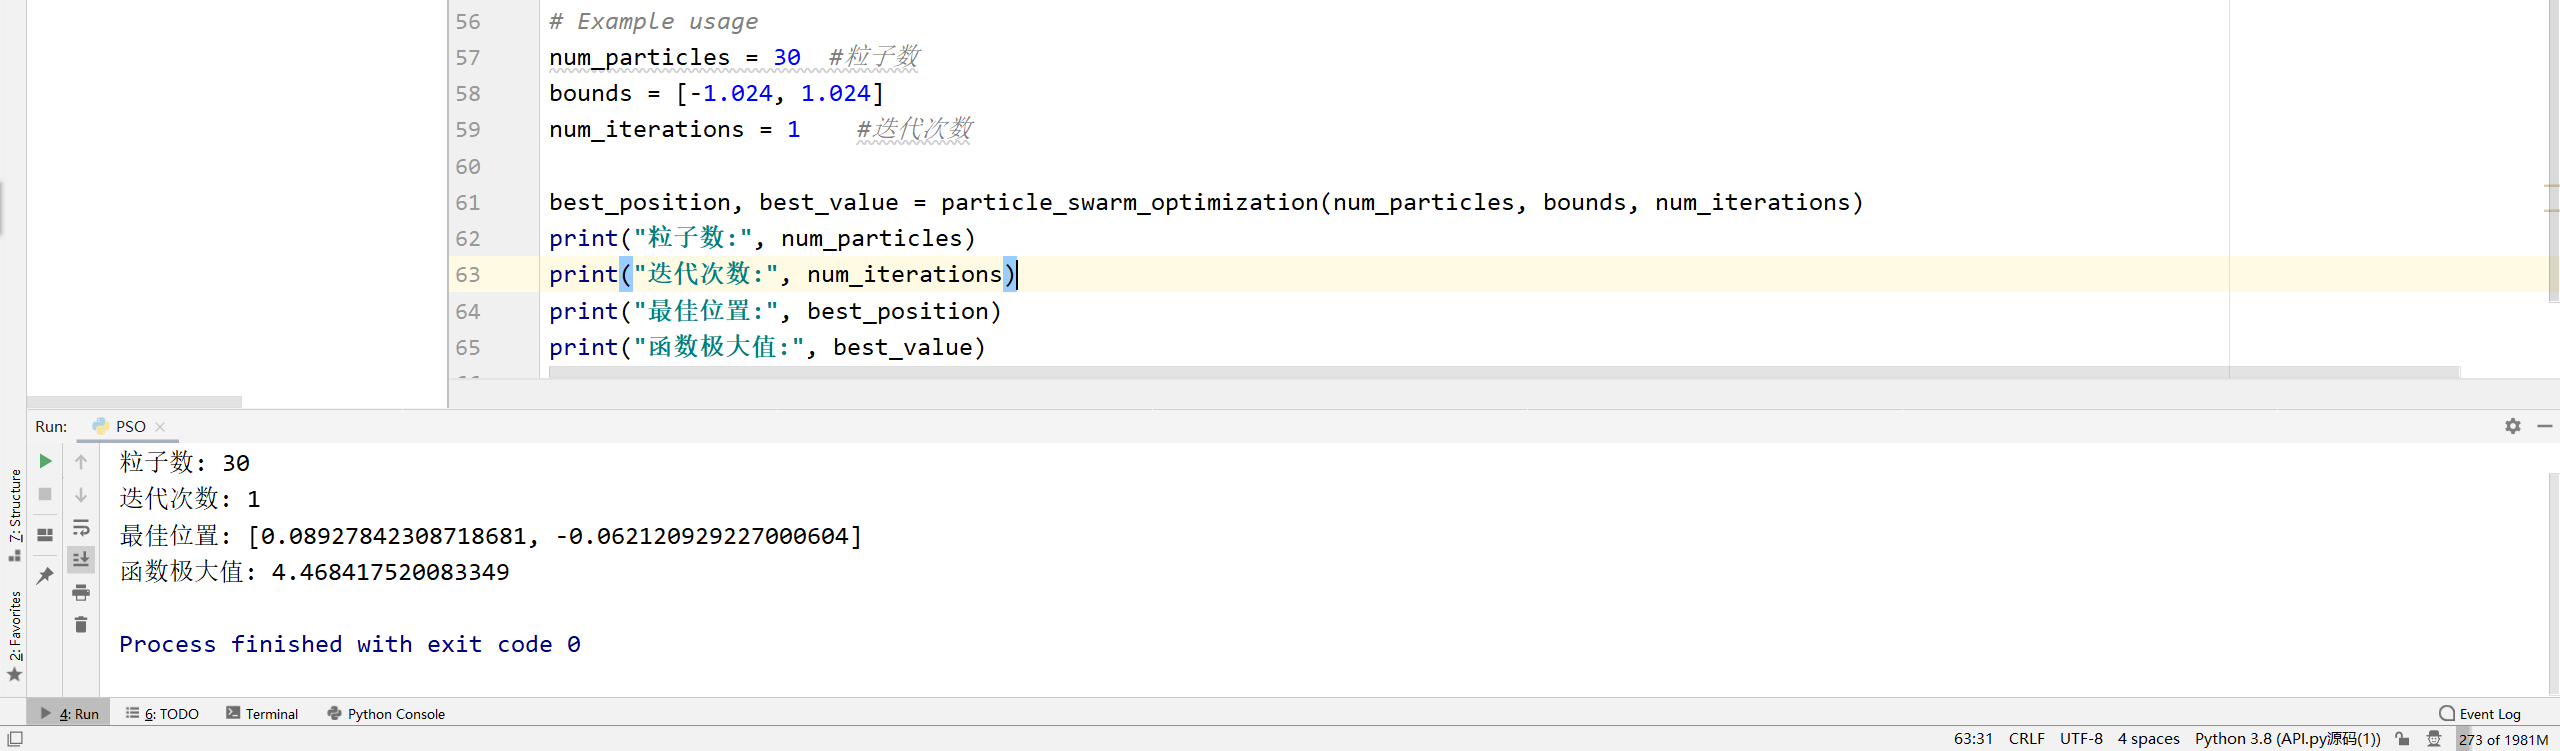 56 # Example usage
57 num_particles = 30  #粒子数
58 bounds = [-1.024, 1.024]
59 num_iterations = 1    #迭代次数
60
61 best_position, best_value = particle_swarm_optimization(num_particles, bounds, num_iterations)
62 print("粒子数:", num_particles)
63 print("迭代次数:", num_iterations)
64 print("最佳位置:", best_position)
65 print("函数极大值:", best_value)
Run: PSO
粒子数: 30
迭代次数: 1
最佳位置: [0.08927842308718681, -0.062120929227000604]
函数极大值: 4.468417520083349
Process finished with exit code 0
7: Structure
2: Favorites
4: Run 6: TODO Terminal Python Console Event Log
63:31 CRLF UTF-8 4 spaces Python 3.8 (API.py源码(1)) 273 of 1981M